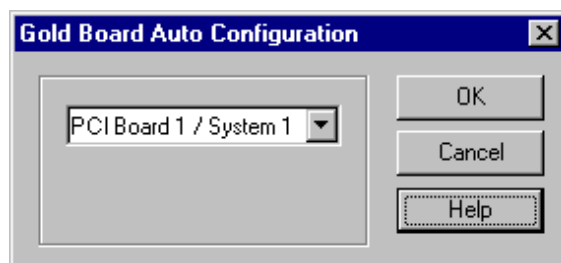 Gold Board Auto Configuration
PCI Board 1 / System 1
OK
Cancel
Help